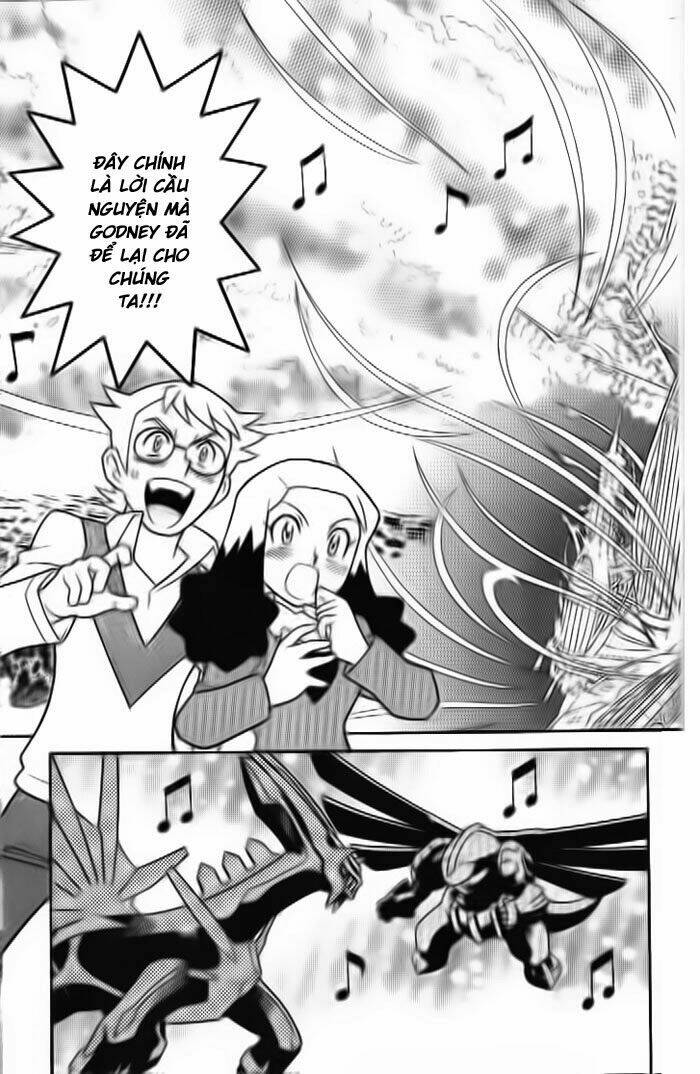 ĐÂY CHÍNH
LÀ LỜI CẦU
NGUYỆN MÀ
GODNEY ĐÃ
ĐỂ LẠI CHO
CHÚNG
TA!!!